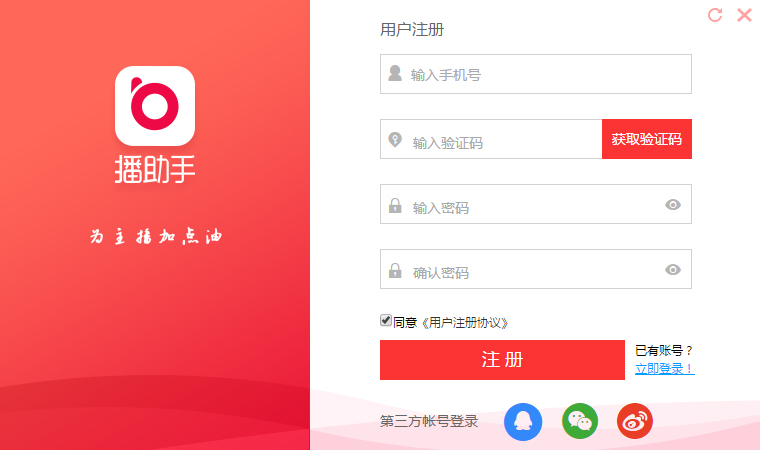 播助手
为主播加点油
用户注册
输入手机号
输入验证码
获取验证码
输入密码
确认密码
同意《用户注册协议》
注册
已有账号？
立即登录！
第三方帐号登录